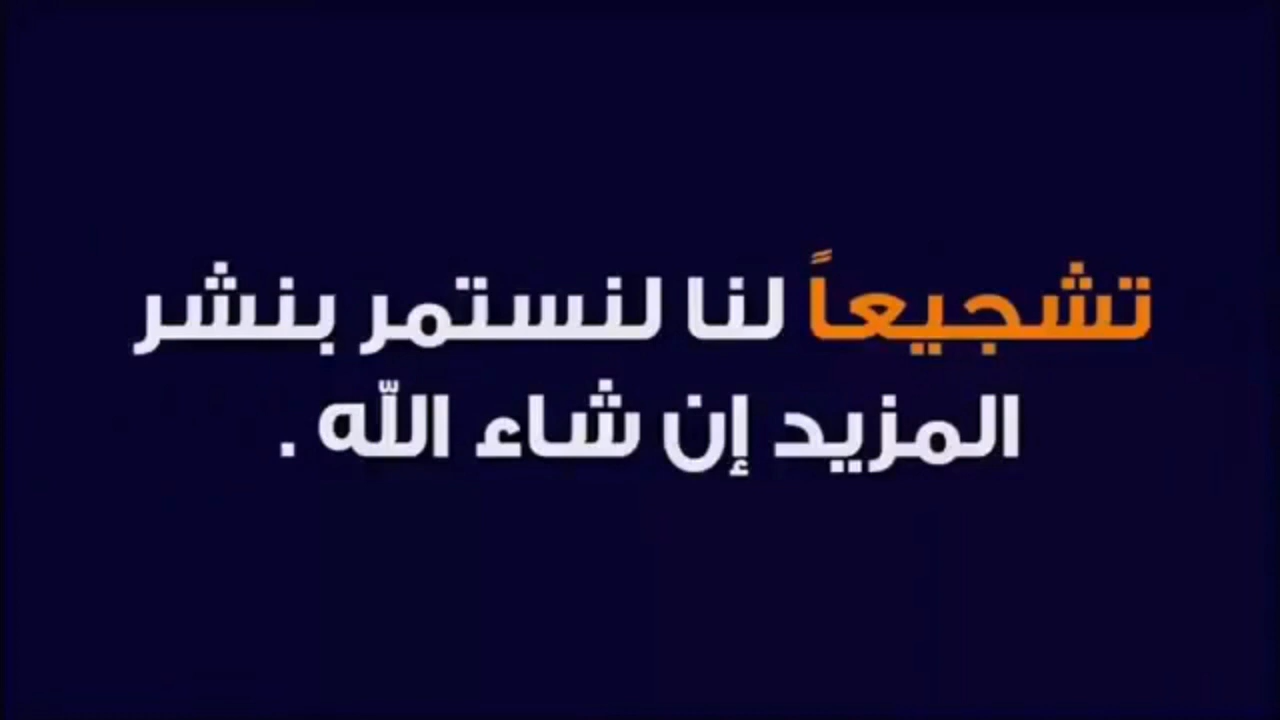 تشجيعاً لنا لنستمر بنشر
المزيد إن شاء اللّه .